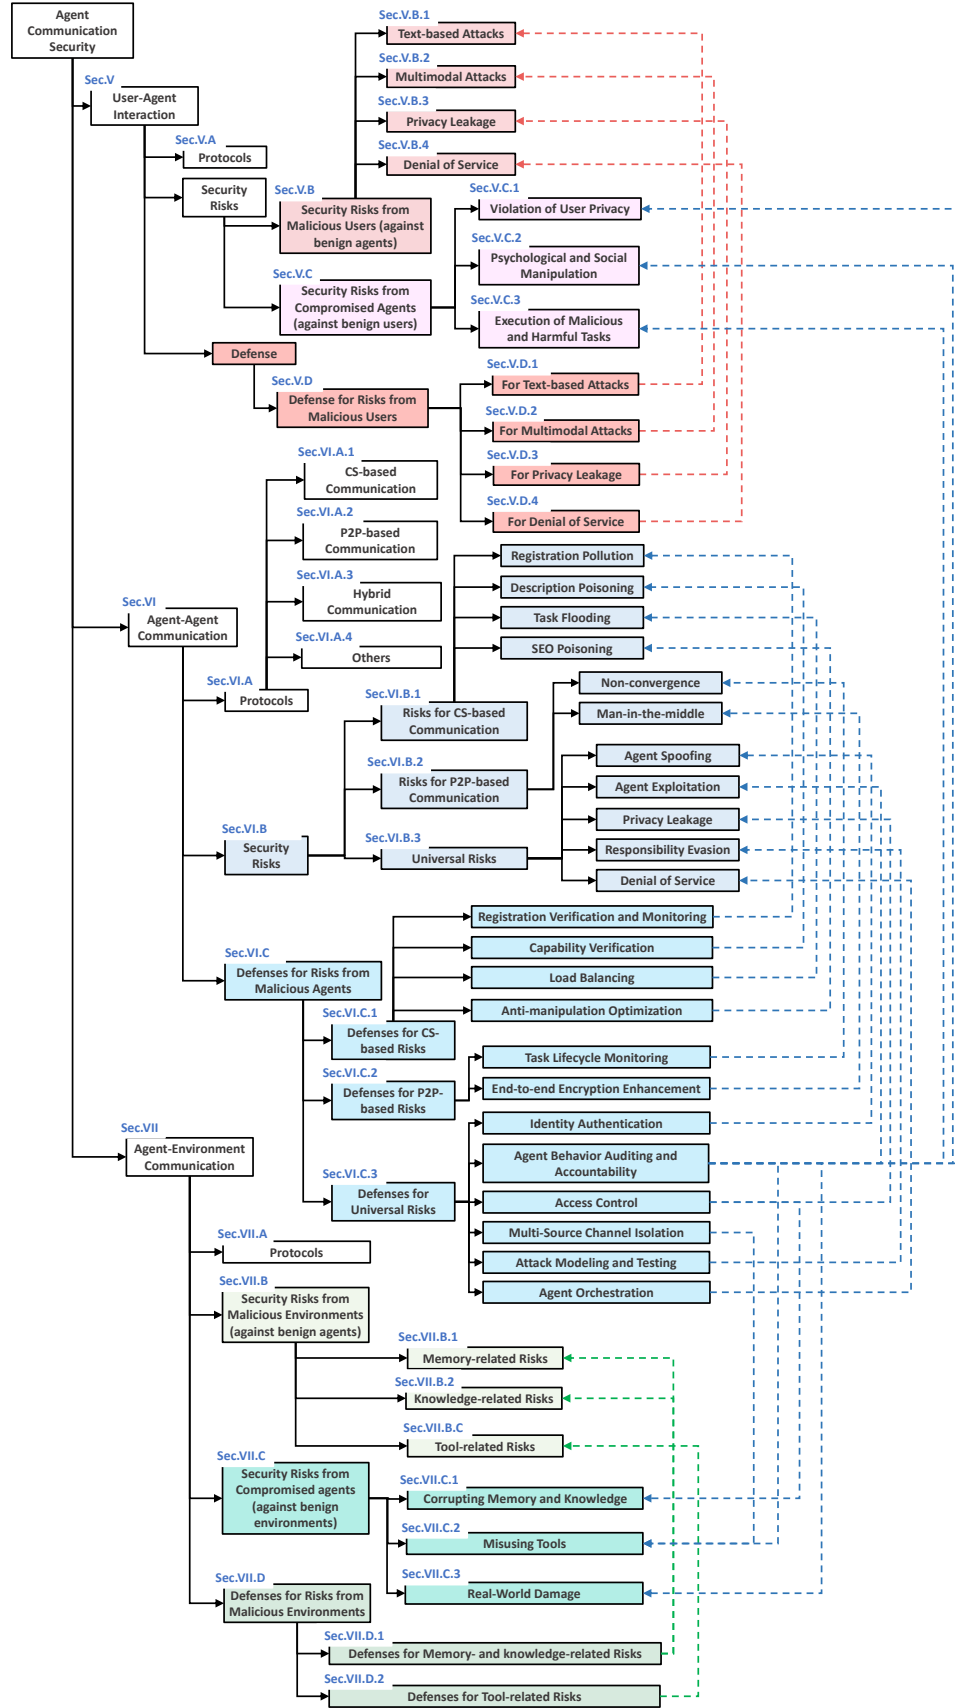 Agent
Communication
Security
Sec.V
User-Agent
Interaction
Sec.V.A
Protocols
Security
Risks
Sec.V.B
Security Risks from
Malicious Users (against
benign agents)
Sec.V.B.1
Text-based Attacks
Sec.V.B.2
Multimodal Attacks
Sec.V.B.3
Privacy Leakage
Sec.V.B.4
Denial of Service
Sec.V.C
Security Risks from
Compromised Agents
(against benign users)
Sec.V.C.1
Violation of User Privacy
Sec.V.C.2
Psychological and Social
Manipulation
Sec.V.C.3
Execution of Malicious
and Harmful Tasks
Defense
Sec.V.D
Defense for Risks from
Malicious Users
Sec.V.D.1
For Text-based Attacks
Sec.V.D.2
For Multimodal Attacks
Sec.V.D.3
For Privacy Leakage
Sec.V.D.4
For Denial of Service
Sec.VI
Agent-Agent
Communication
Sec.VI.A
Protocols
Sec.VI.A.1
CS-based
Communication
Sec.VI.A.2
P2P-based
Communication
Sec.VI.A.3
Hybrid
Communication
Sec.VI.A.4
Others
Sec.VI.B
Security
Risks
Sec.VI.B.1
Risks for CS-based
Communication
Registration Pollution
Description Poisoning
Task Flooding
SEO Poisoning
Sec.VI.B.2
Risks for P2P-based
Communication
Non-convergence
Man-in-the-middle
Sec.VI.B.3
Universal Risks
Agent Spoofing
Agent Exploitation
Privacy Leakage
Responsibility Evasion
Denial of Service
Sec.VI.C
Defenses for Risks from
Malicious Agents
Sec.VI.C.1
Defenses for CS-
based Risks
Registration Verification and Monitoring
Capability Verification
Load Balancing
Anti-manipulation Optimization
Sec.VI.C.2
Defenses for P2P-
based Risks
Task Lifecycle Monitoring
End-to-end Encryption Enhancement
Sec.VI.C.3
Defenses for
Universal Risks
Identity Authentication
Agent Behavior Auditing and
Accountability
Access Control
Multi-Source Channel Isolation
Attack Modeling and Testing
Agent Orchestration
Sec.VII
Agent-Environment
Communication
Sec.VII.A
Protocols
Sec.VII.B
Security Risks from
Malicious Environments
(against benign agents)
Sec.VII.B.1
Memory-related Risks
Sec.VII.B.2
Knowledge-related Risks
Sec.VII.B.C
Tool-related Risks
Sec.VII.C
Security Risks from
Compromised agents
(against benign
environments)
Sec.VII.C.1
Corrupting Memory and Knowledge
Sec.VII.C.2
Misusing Tools
Sec.VII.C.3
Real-World Damage
Sec.VII.D
Defenses for Risks from
Malicious Environments
Sec.VII.D.1
Defenses for Memory- and knowledge-related Risks
Sec.VII.D.2
Defenses for Tool-related Risks